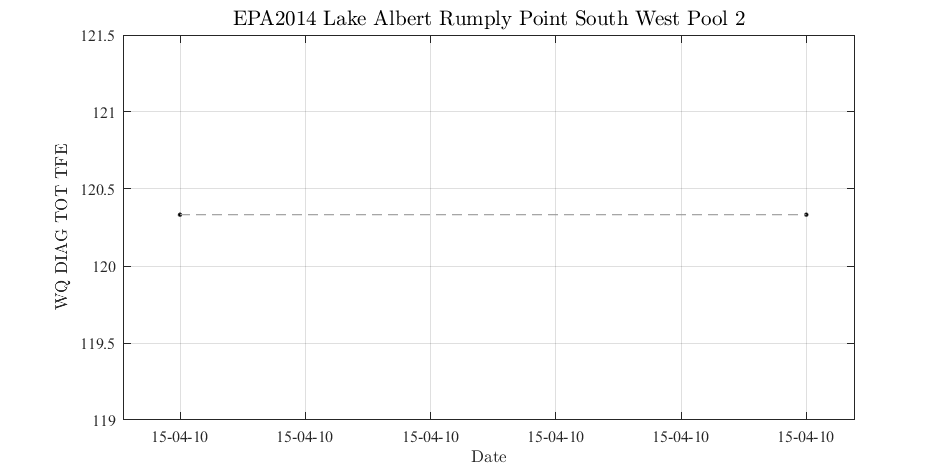 EPA2014 Lake Albert Rumply Point South West Pool 2
121.5
121
120.5
120
119.5
119
WQ DIAG TOT TFE
15-04-10 15-04-10 15-04-10 15-04-10 15-04-10 15-04-10
Date